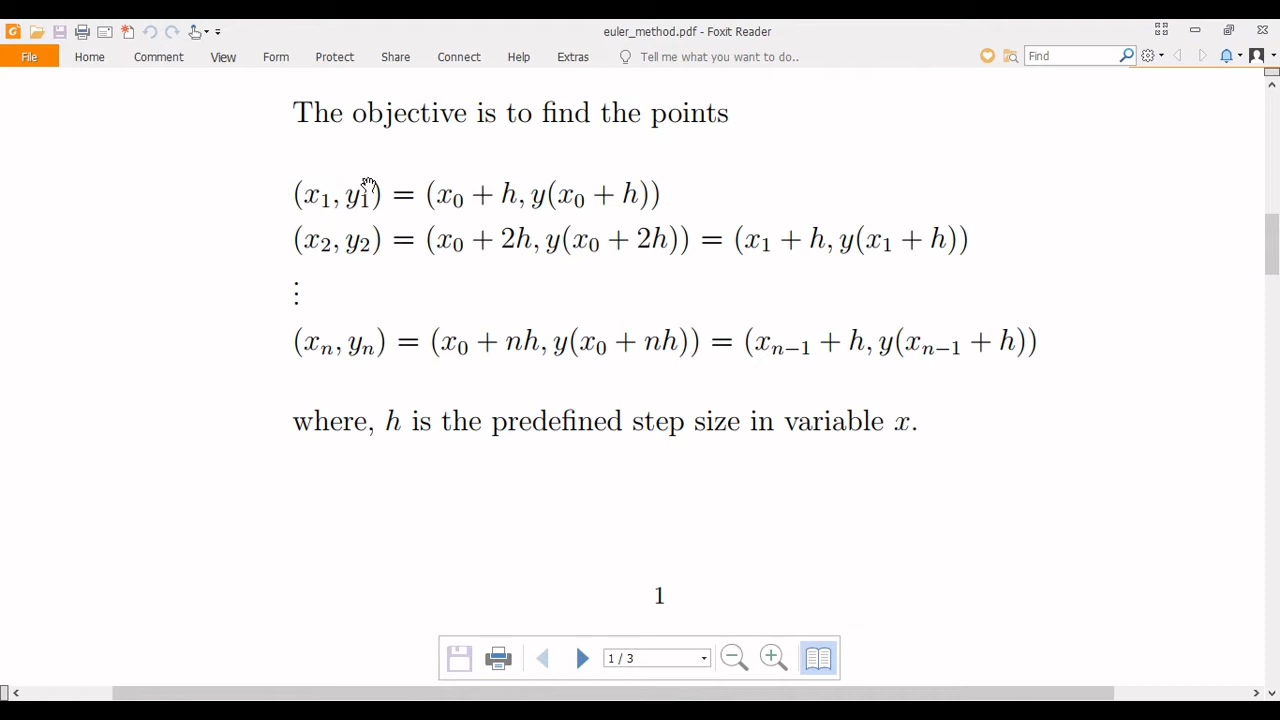 euler_method.pdf - Foxit Reader
File Home Comment View Form Protect Share Connect Help Extras Tell me what you want to do.. Find
The objective is to find the points
(x₁, y₁) = (x₀ + h, y(x₀ + h))
(x₂, y₂) = (x₀ + 2h, y(x₀ + 2h)) = (x₁ + h, y(x₁ + h))
⋮
(xₙ, yₙ) = (x₀ + nh, y(x₀ + nh)) = (xₙ₋₁ + h, y(xₙ₋₁ + h))
where, h is the predefined step size in variable x.
1
1 / 3